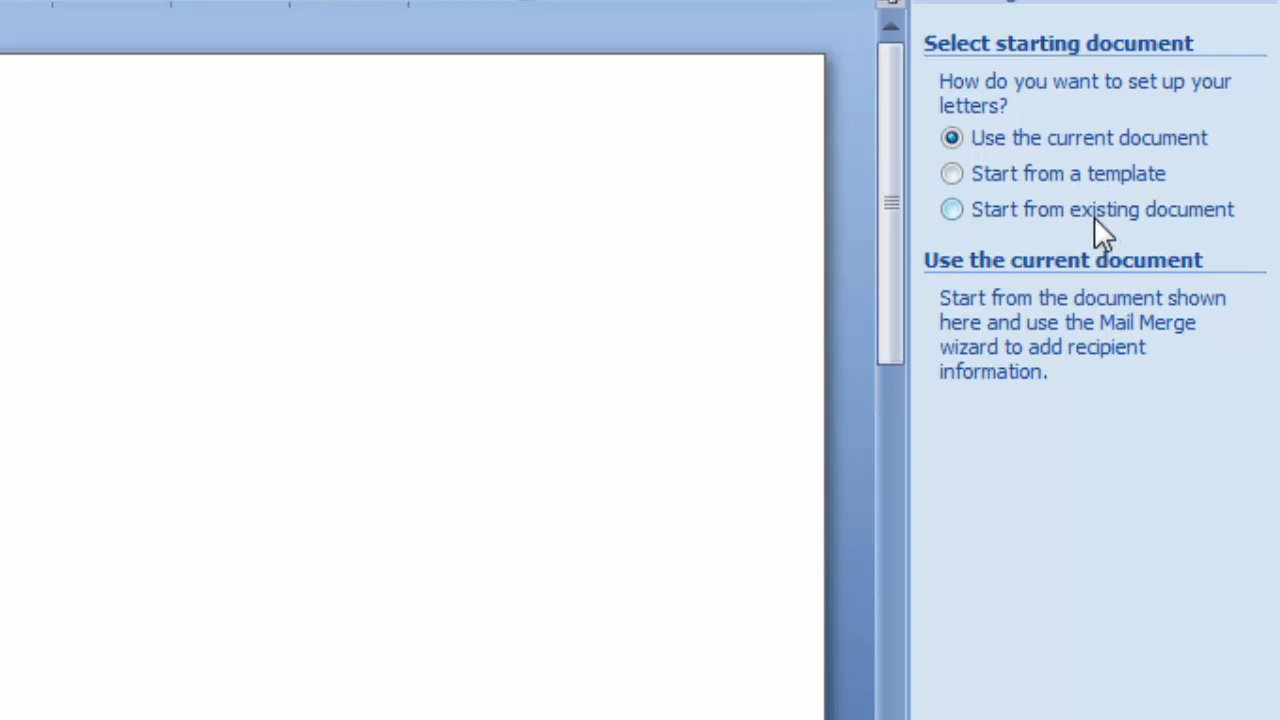 Select starting document
How do you want to set up your
letters?
Use the current document
Start from a template
Start from existing document
Use the current document
Start from the document shown
here and use the Mail Merge
wizard to add recipient
information.